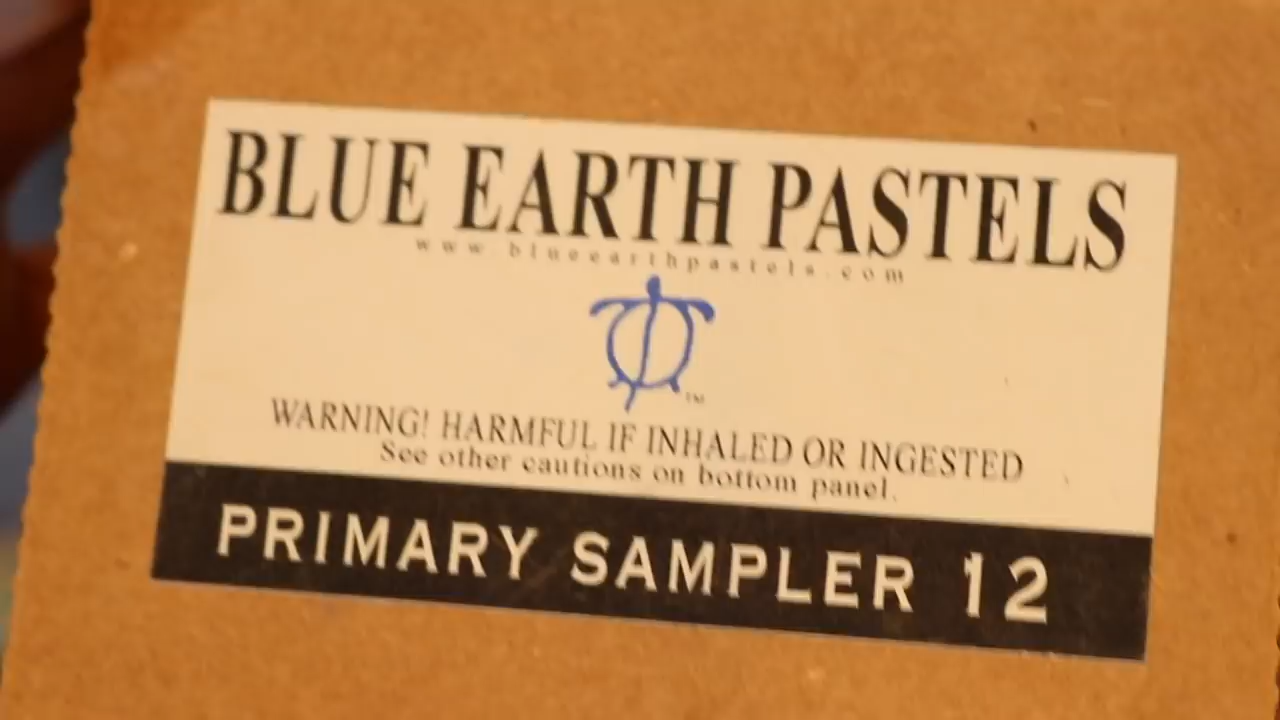 BLUE EARTH PASTELS
www.blueearthpastels.com
TM
WARNING! HARMFUL IF INHALED OR INGESTED
See other cautions on bottom panel.
PRIMARY SAMPLER 12